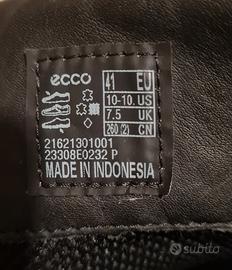 ecco
41 EU
10-10. US
7.5 UK
260 (2) CN
21621301001
23308E0232 P
MADE IN INDONESIA
subito